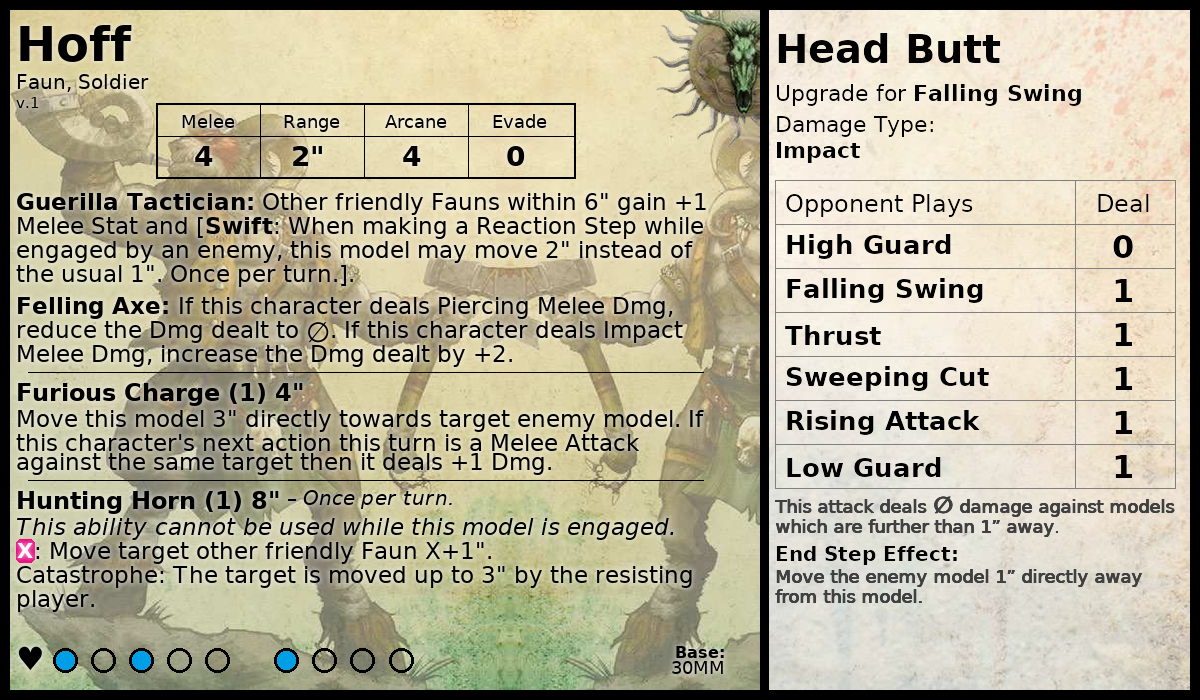 Hoff
Faun, Soldier
v.1
Melee Range Arcane Evade
4 2" 4 0
Guerilla Tactician: Other friendly Fauns within 6" gain +1
Melee Stat and [Swift: When making a Reaction Step while
engaged by an enemy, this model may move 2" instead of
the usual 1". Once per turn.].
Felling Axe: If this character deals Piercing Melee Dmg,
reduce the Dmg dealt to ∅. If this character deals Impact
Melee Dmg, increase the Dmg dealt by +2.
Furious Charge (1) 4"
Move this model 3" directly towards target enemy model. If
this character's next action this turn is a Melee Attack
against the same target then it deals +1 Dmg.
Hunting Horn (1) 8" – Once per turn.
This ability cannot be used while this model is engaged.
X: Move target other friendly Faun X+1".
Catastrophe: The target is moved up to 3" by the resisting
player.
Base:
30MM
Head Butt
Upgrade for Falling Swing
Damage Type:
Impact
Opponent Plays Deal
High Guard 0
Falling Swing 1
Thrust 1
Sweeping Cut 1
Rising Attack 1
Low Guard 1
This attack deals ∅ damage against models
which are further than 1” away.
End Step Effect:
Move the enemy model 1” directly away
from this model.